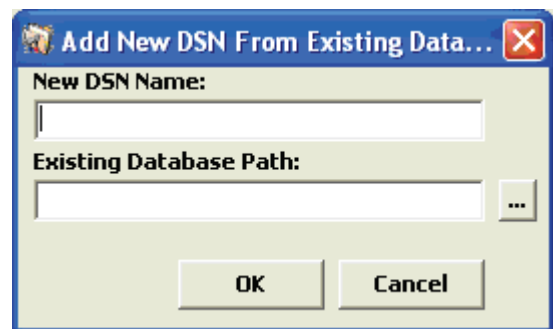 Add New DSN From Existing Data...
New DSN Name:
Existing Database Path:
...
OK Cancel